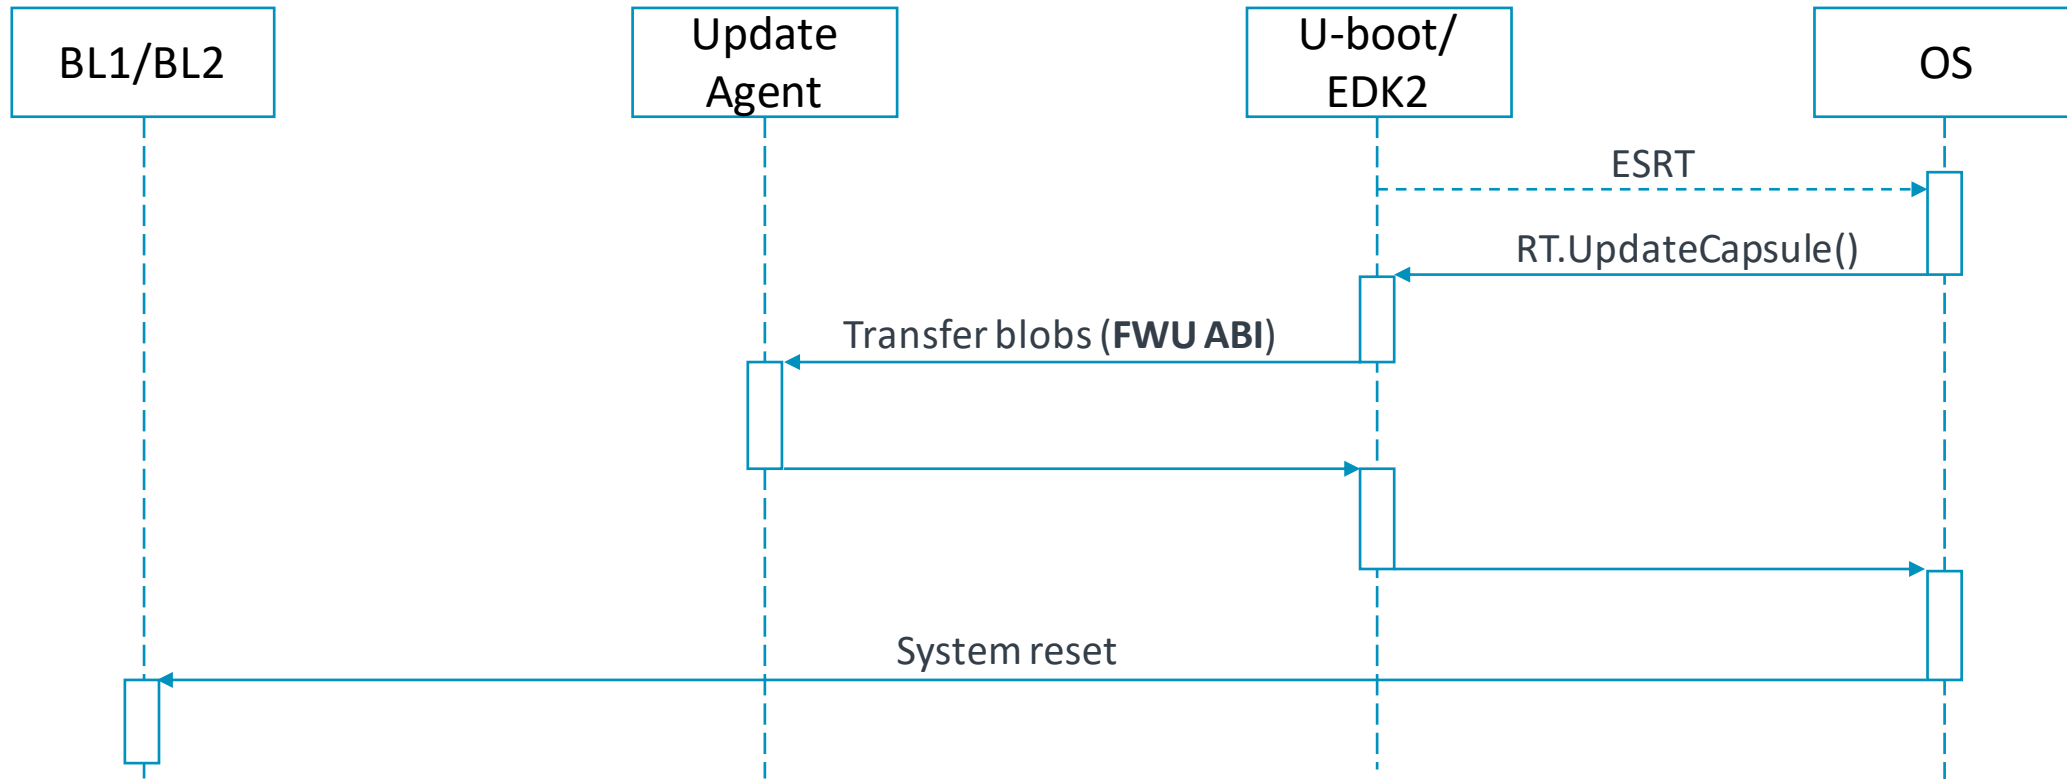 BL1/BL2
Update
Agent
U-boot/
EDK2
OS
ESRT
RT.UpdateCapsule()
Transfer blobs (FWU ABI)
System reset